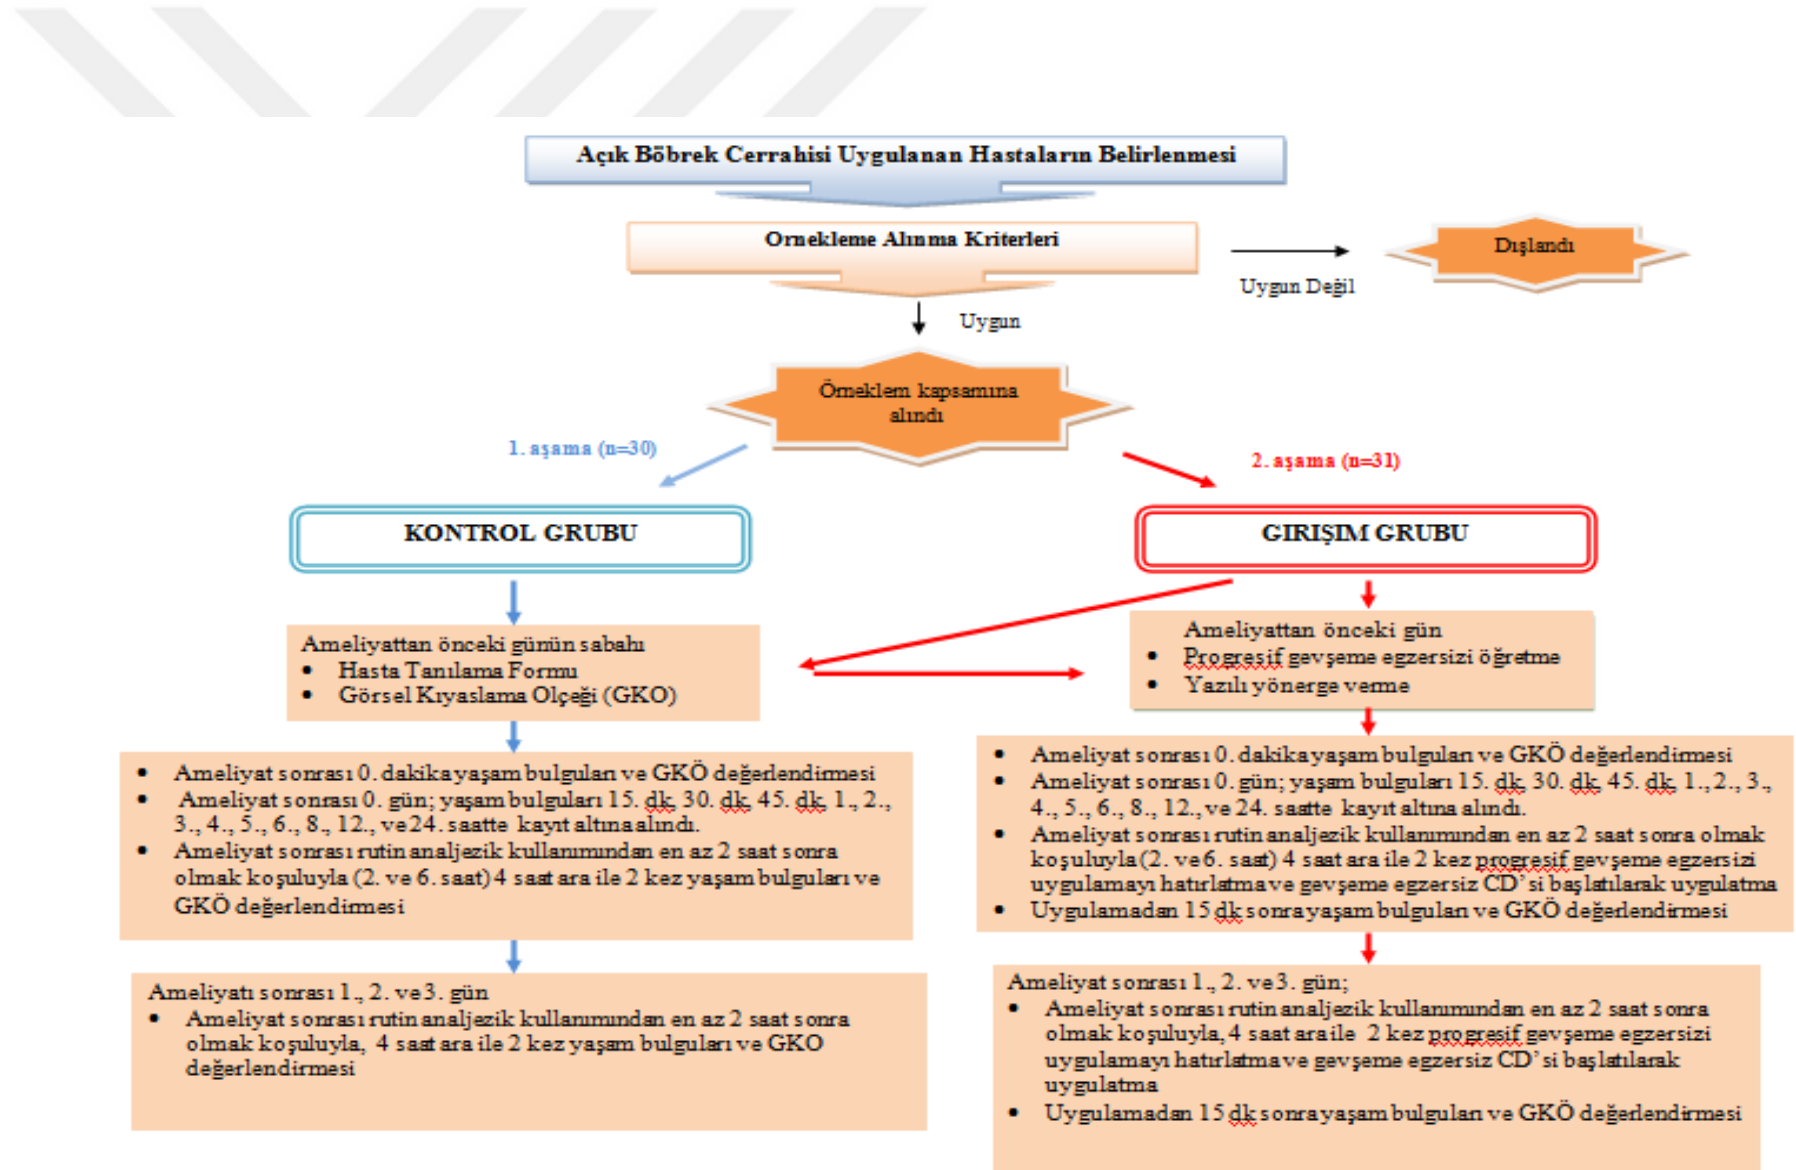 Açık Böbrek Cerrahisi Uygulanan Hastaların Belirlenmesi
Ornekleme Alınma Kriterleri
Dışlandı
Uygun Değil
Uygun
Örneklem kapsamına
alındı
1. aşama (n=30)
2. aşama (n=31)
KONTROL GRUBU
GIRIŞIM GRUBU
Ameliyattan önceki günün sabahı
• Hasta Tanılama Formu
• Görsel Kıyaslama Olçeği (GKO)
Ameliyattan önceki gün
• Progresif gevşeme egzersizi öğretme
• Yazılı yönerge verme
• Ameliyat sonrası 0. dakika yaşam bulguları ve GKÖ değerlendirmesi
• Ameliyat sonrası 0. gün; yaşam bulguları 15. dk, 30. dk, 45. dk, 1., 2.,
3., 4., 5., 6., 8., 12., ve 24. saatte kayıt altına alındı.
• Ameliyat sonrası rutin analjezik kullanımından en az 2 saat sonra
olmak koşuluyla (2. ve 6. saat) 4 saat ara ile 2 kez yaşam bulguları ve
GKÖ değerlendirmesi
• Ameliyat sonrası 0. dakika yaşam bulguları ve GKÖ değerlendirmesi
• Ameliyat sonrası 0. gün; yaşam bulguları 15. dk, 30. dk, 45. dk, 1., 2., 3.,
4., 5., 6., 8., 12., ve 24. saatte kayıt altına alındı.
• Ameliyat sonrası rutin analjezik kullanımından en az 2 saat sonra olmak
koşuluyla (2. ve 6. saat) 4 saat ara ile 2 kez progresif gevşeme egzersizi
uygulamayı hatırlatma ve gevşeme egzersiz CD’si başlatılarak uygulatma
• Uygulamadan 15 dk sonra yaşam bulguları ve GKÖ değerlendirmesi
Ameliyatı sonrası 1., 2. ve 3. gün
• Ameliyat sonrası rutin analjezik kullanımından en az 2 saat sonra
olmak koşuluyla, 4 saat ara ile 2 kez yaşam bulguları ve GKO
değerlendirmesi
Ameliyat sonrası 1., 2. ve 3. gün;
• Ameliyat sonrası rutin analjezik kullanımından en az 2 saat sonra
olmak koşuluyla, 4 saat ara ile 2 kez progresif gevşeme egzersizi
uygulamayı hatırlatma ve gevşeme egzersiz CD’si başlatılarak
uygulatma
• Uygulamadan 15 dk sonra yaşam bulguları ve GKÖ değerlendirmesi